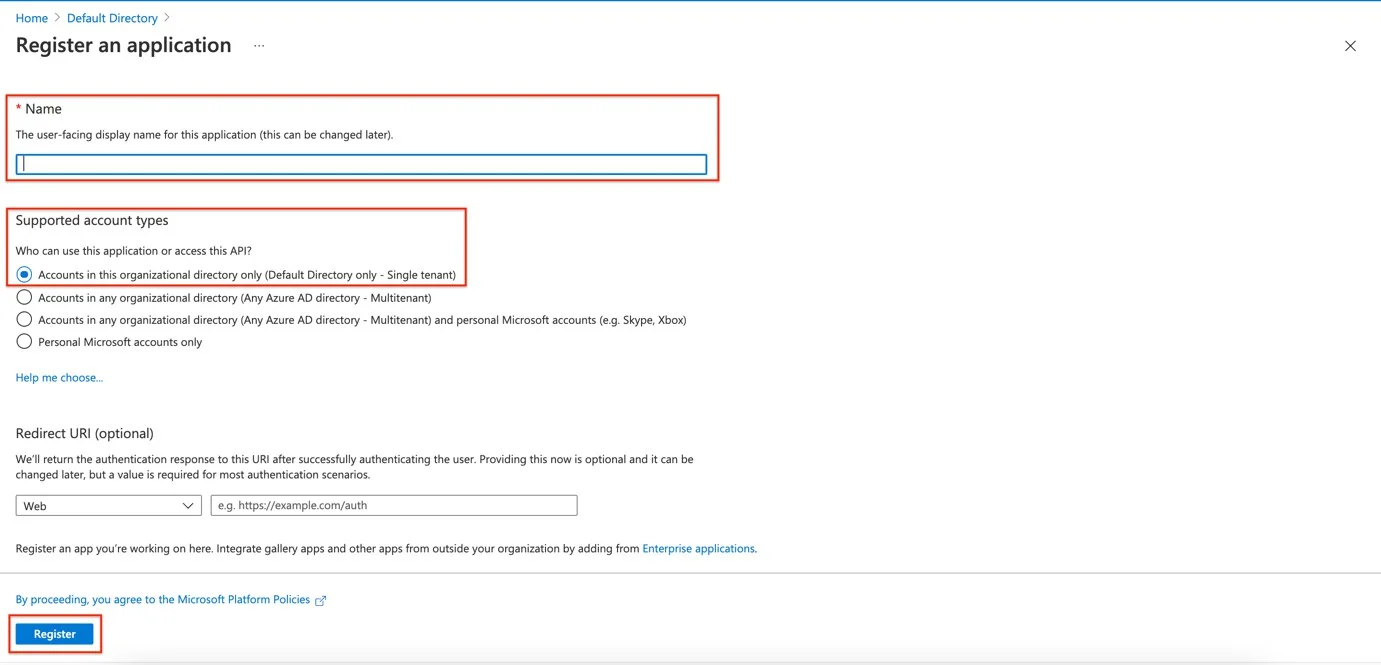 Home > Default Directory >
Register an application ...
* Name
The user-facing display name for this application (this can be changed later).
Supported account types
Who can use this application or access this API?
Accounts in this organizational directory only (Default Directory only - Single tenant)
Accounts in any organizational directory (Any Azure AD directory - Multitenant)
Accounts in any organizational directory (Any Azure AD directory - Multitenant) and personal Microsoft accounts (e.g. Skype, Xbox)
Personal Microsoft accounts only
Help me choose...
Redirect URI (optional)
We'll return the authentication response to this URI after successfully authenticating the user. Providing this now is optional and it can be
changed later, but a value is required for most authentication scenarios.
Web e.g. https://example.com/auth
Register an app you're working on here. Integrate gallery apps and other apps from outside your organization by adding from Enterprise applications.
By proceeding, you agree to the Microsoft Platform Policies
Register